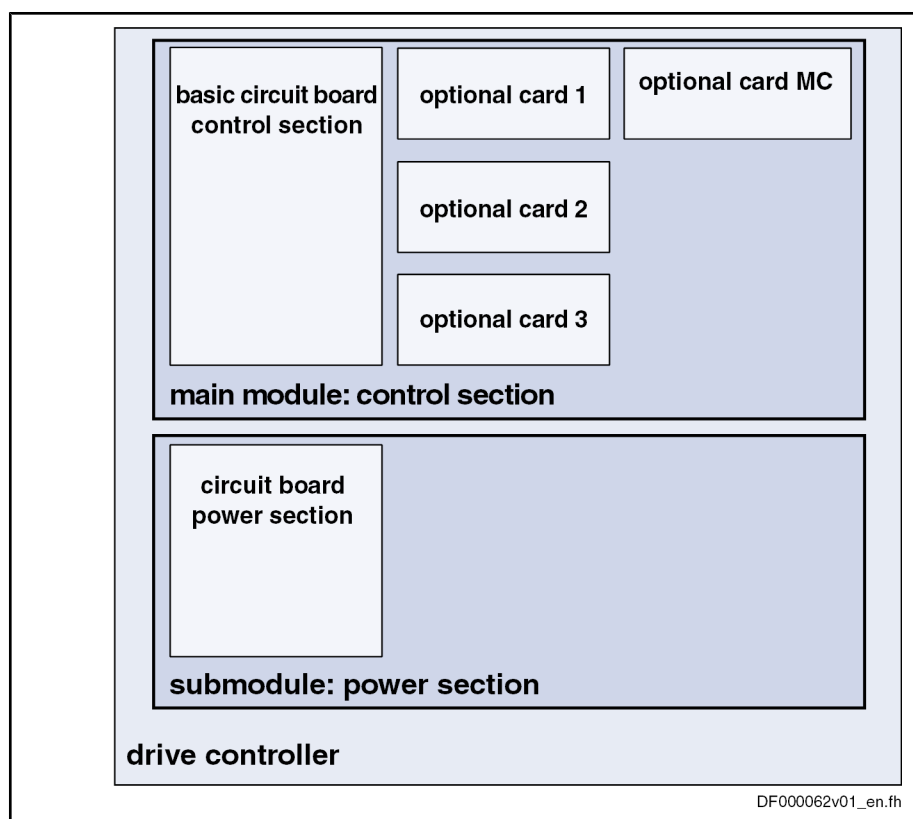 basic circuit board
control section
optional card 1
optional card MC
optional card 2
optional card 3
main module: control section
circuit board
power section
submodule: power section
drive controller
DF000062v01_en.fh